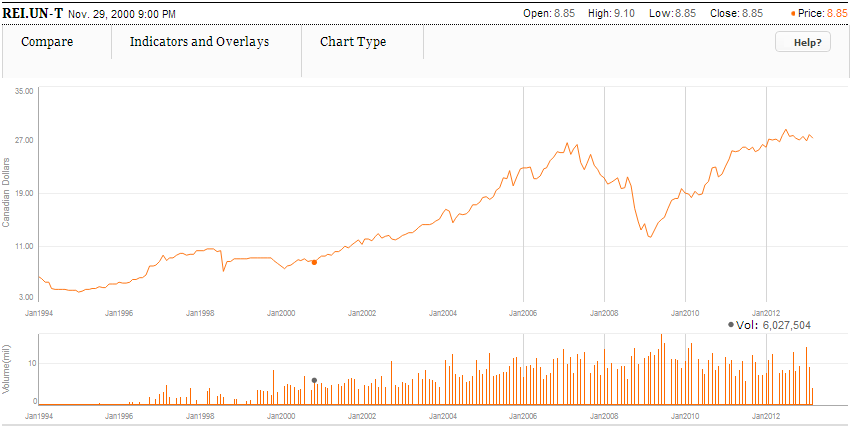 REI.UN-T Nov. 29, 2000 9:00 PM Open: 8.85 High: 9.10 Low: 8.85 Close: 8.85 Price: 8.85
Compare Indicators and Overlays Chart Type Help?
35.00
27.00
19.00
11.00
3.00
Canadian Dollars
Jan1994 Jan1996 Jan1998 Jan2000 Jan2002 Jan2004 Jan2006 Jan2008 Jan2010 Jan2012
Vol: 6,027,504
10
0
Volume(mil)
Jan1994 Jan1996 Jan1998 Jan2000 Jan2002 Jan2004 Jan2006 Jan2008 Jan2010 Jan2012